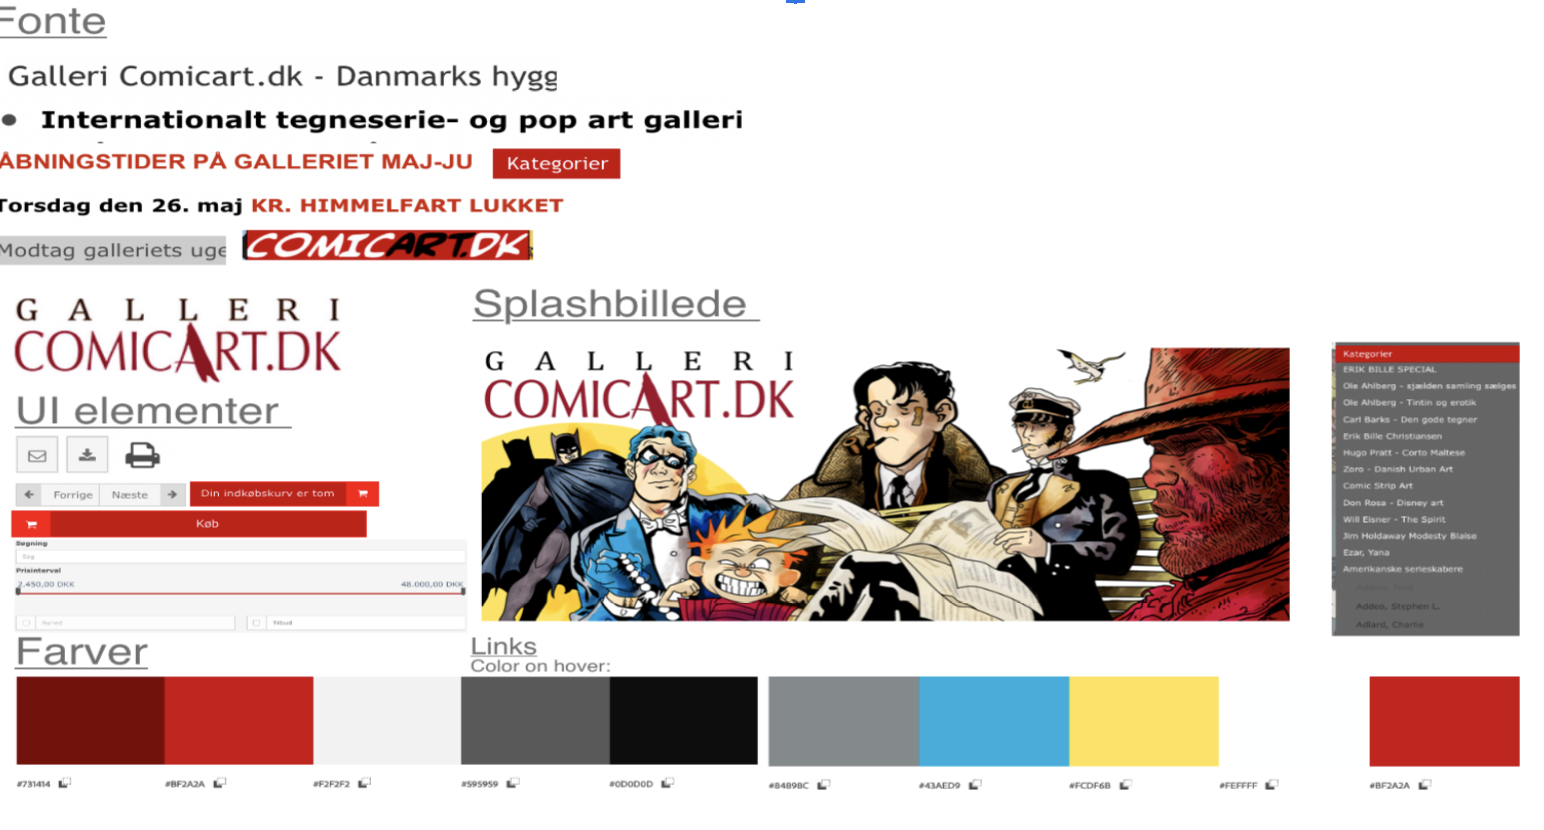 Fonte
Galleri Comicart.dk - Danmarks hygg
Internationalt tegneserie- og pop art galleri
ÅBNINGSTIDER PÅ GALLERIET MAJ-JU
Kategorier
Torsdag den 26. maj KR. HIMMELFART LUKKET
Modtag galleriets uge
COMICART.DK
GALLERI
COMICART.DK
Splashbillede
GALLERI
COMICART.DK
UI elementer
Forrige
Næste
Din indkøbskurv er tom
Køb
Søgning
Søg
Prisinterval
2.450,00 DKK
48.000,00 DKK
Nyhed
Tilbud
Kategorier
ERIK BILLE SPECIAL
Ole Ahlberg - sjælden samling sælges
Ole Ahlberg - Tintin og erotik
Carl Barks - Den gode tegner
Erik Bille Christiansen
Hugo Pratt - Corto Maltese
Zoro - Danish Urban Art
Comic Strip Art
Don Rosa - Disney art
Will Eisner - The Spirit
Jim Holdaway Modesty Blaise
Ezar, Yana
Amerikanske serieskabere
Addeo, Stephen L.
Adlard, Charlie
Farver
Links
Color on hover:
#731414
#BF2A2A
#F2F2F2
#595959
#0D0D0D
#84898C
#43AED9
#FCDF6B
#FEFFFF
#BF2A2A